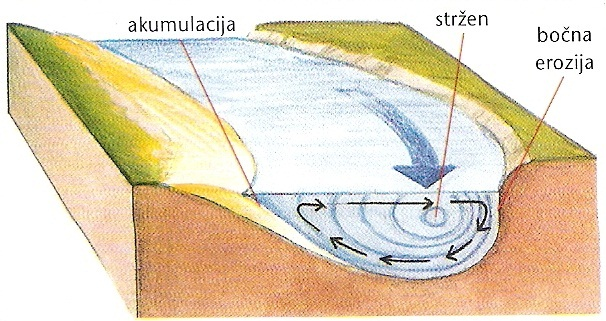 akumulacija
stržen
bočna
erozija